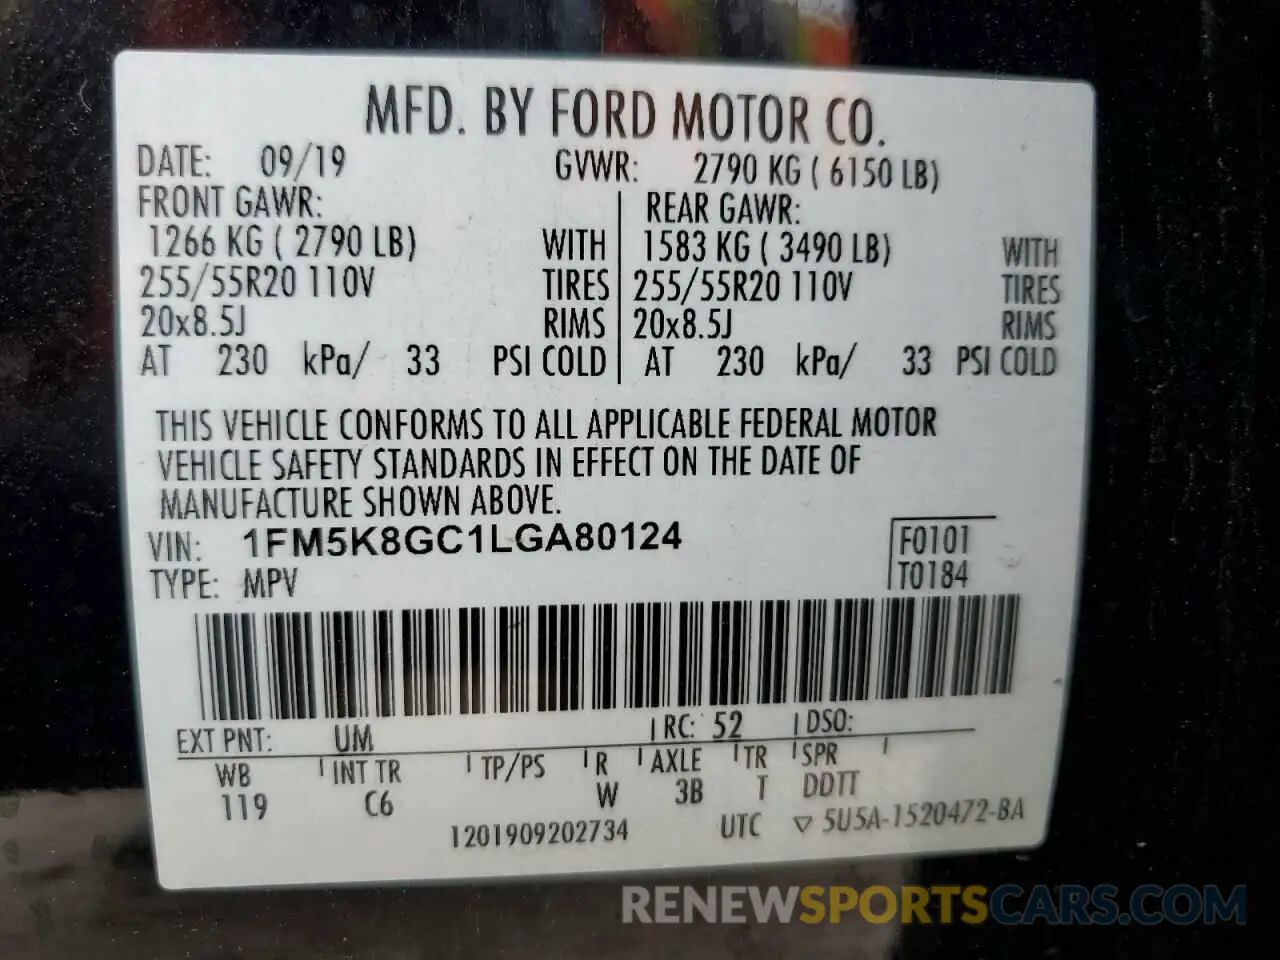 MFD. BY FORD MOTOR CO.
DATE: 09/19 GVWR: 2790 KG ( 6150 LB)
FRONT GAWR: REAR GAWR:
1266 KG ( 2790 LB) WITH 1583 KG ( 3490 LB) WITH
255/55R20 110V TIRES 255/55R20 110V TIRES
20x8.5J RIMS 20x8.5J RIMS
AT 230 kPa/ 33 PSI COLD AT 230 kPa/ 33 PSI COLD
THIS VEHICLE CONFORMS TO ALL APPLICABLE FEDERAL MOTOR
VEHICLE SAFETY STANDARDS IN EFFECT ON THE DATE OF
MANUFACTURE SHOWN ABOVE.
VIN: 1FM5K8GC1LGA80124 F0101
TYPE: MPV T0184
EXT PNT: UM RC: 52 DSO:
WB INT TR TP/PS R AXLE TR SPR
119 C6 W 3B T DDTT
1201909202734 UTC ▽ 5U5A-1520472-BA
RENEWSPORTSCARS.COM